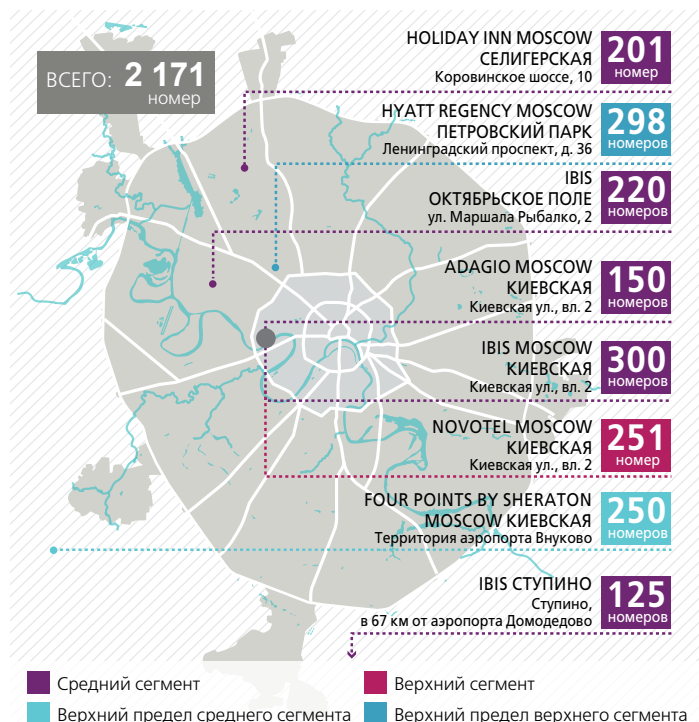 ВСЕГО: 2 171
номер
HOLIDAY INN MOSCOW
СЕЛИГЕРСКАЯ
Коровинское шоссе, 10
201
номер
HYATT REGENCY MOSCOW
ПЕТРОВСКИЙ ПАРК
Ленинградский проспект, д. 36
298
номеров
IBIS
ОКТЯБРЬСКОЕ ПОЛЕ
ул. Маршала Рыбалко, 2
220
номеров
ADAGIO MOSCOW
КИЕВСКАЯ
Киевская ул., вл. 2
150
номеров
IBIS MOSCOW
КИЕВСКАЯ
Киевская ул., вл. 2
300
номеров
NOVOTEL MOSCOW
КИЕВСКАЯ
Киевская ул., вл. 2
251
номер
FOUR POINTS BY SHERATON
MOSCOW КИЕВСКАЯ
Территория аэропорта Внуково
250
номеров
IBIS СТУПИНО
Ступино,
в 67 км от аэропорта Домодедово
125
номеров
Средний сегмент
Верхний сегмент
Верхний предел среднего сегмента
Верхний предел верхнего сегмента